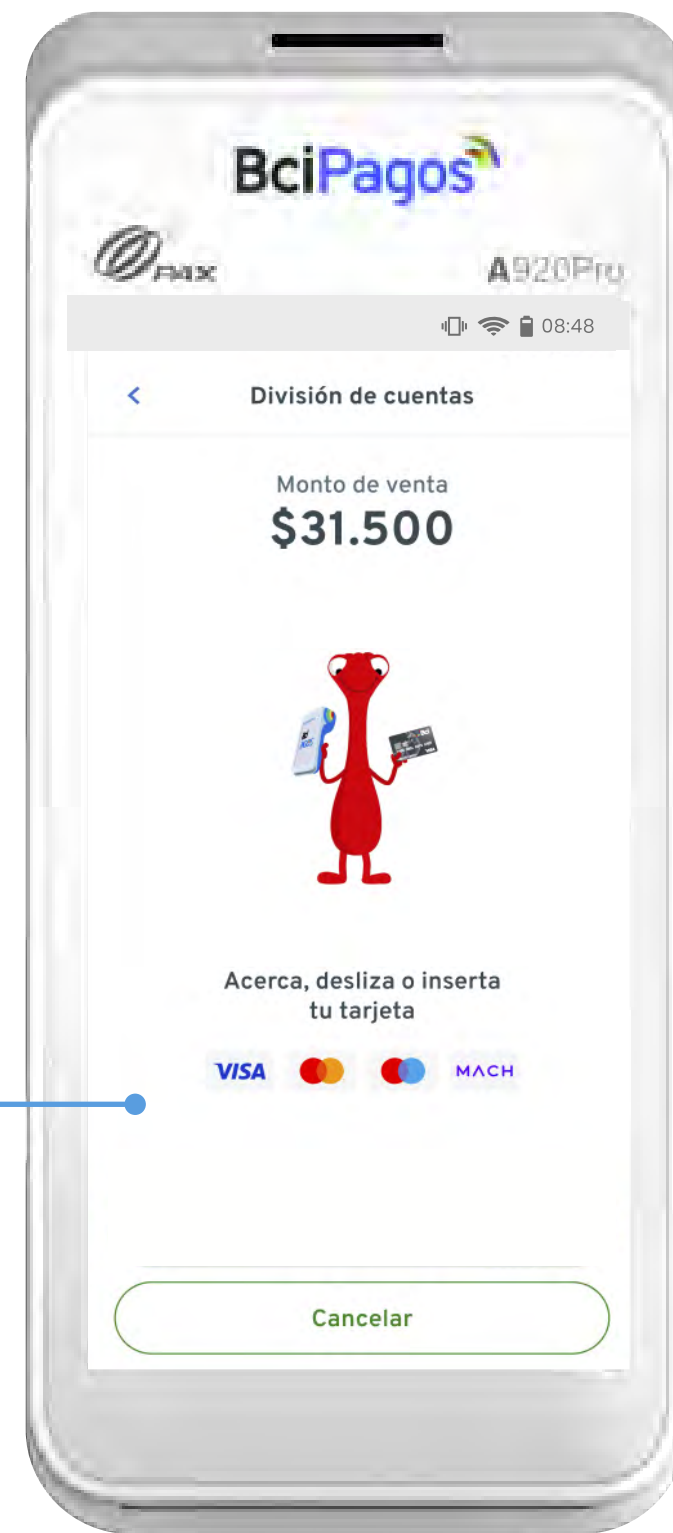 BciPagos
PAX
A920Pro
08:48
División de cuentas
Monto de venta
$31.500
Acerca, desliza o inserta
tu tarjeta
VISA MACH
Cancelar